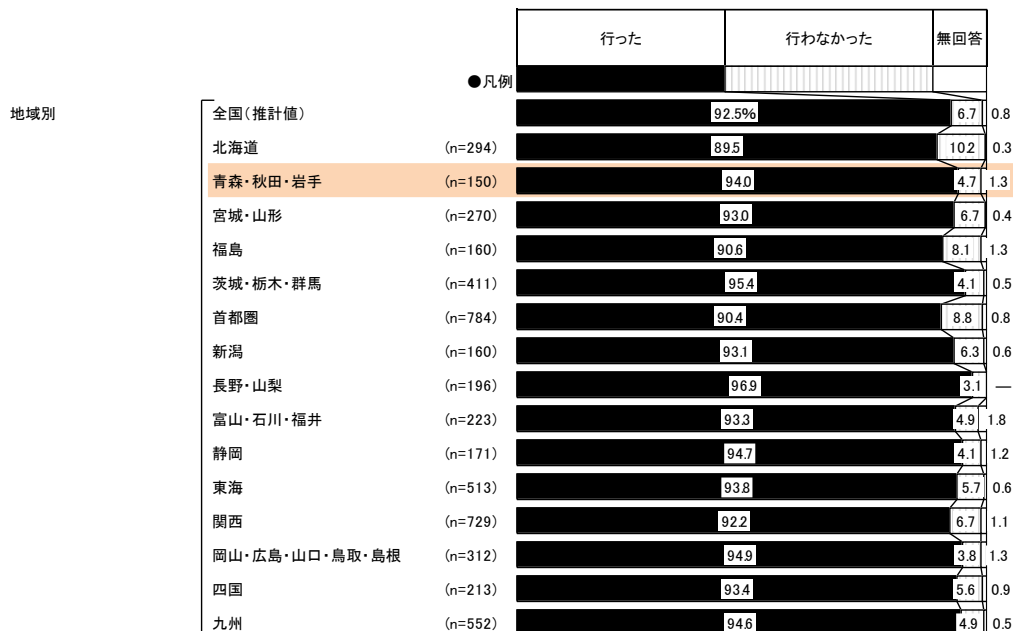 行った 行わなかった 無回答
●凡例
地域別 全国(推計値) 92.5% 6.7 0.8
北海道 (n=294) 89.5 10.2 0.3
青森・秋田・岩手 (n=150) 94.0 4.7 1.3
宮城・山形 (n=270) 93.0 6.7 0.4
福島 (n=160) 90.6 8.1 1.3
茨城・栃木・群馬 (n=411) 95.4 4.1 0.5
首都圏 (n=784) 90.4 8.8 0.8
新潟 (n=160) 93.1 6.3 0.6
長野・山梨 (n=196) 96.9 3.1 ―
富山・石川・福井 (n=223) 93.3 4.9 1.8
静岡 (n=171) 94.7 4.1 1.2
東海 (n=513) 93.8 5.7 0.6
関西 (n=729) 92.2 6.7 1.1
岡山・広島・山口・鳥取・島根 (n=312) 94.9 3.8 1.3
四国 (n=213) 93.4 5.6 0.9
九州 (n=552) 94.6 4.9 0.5